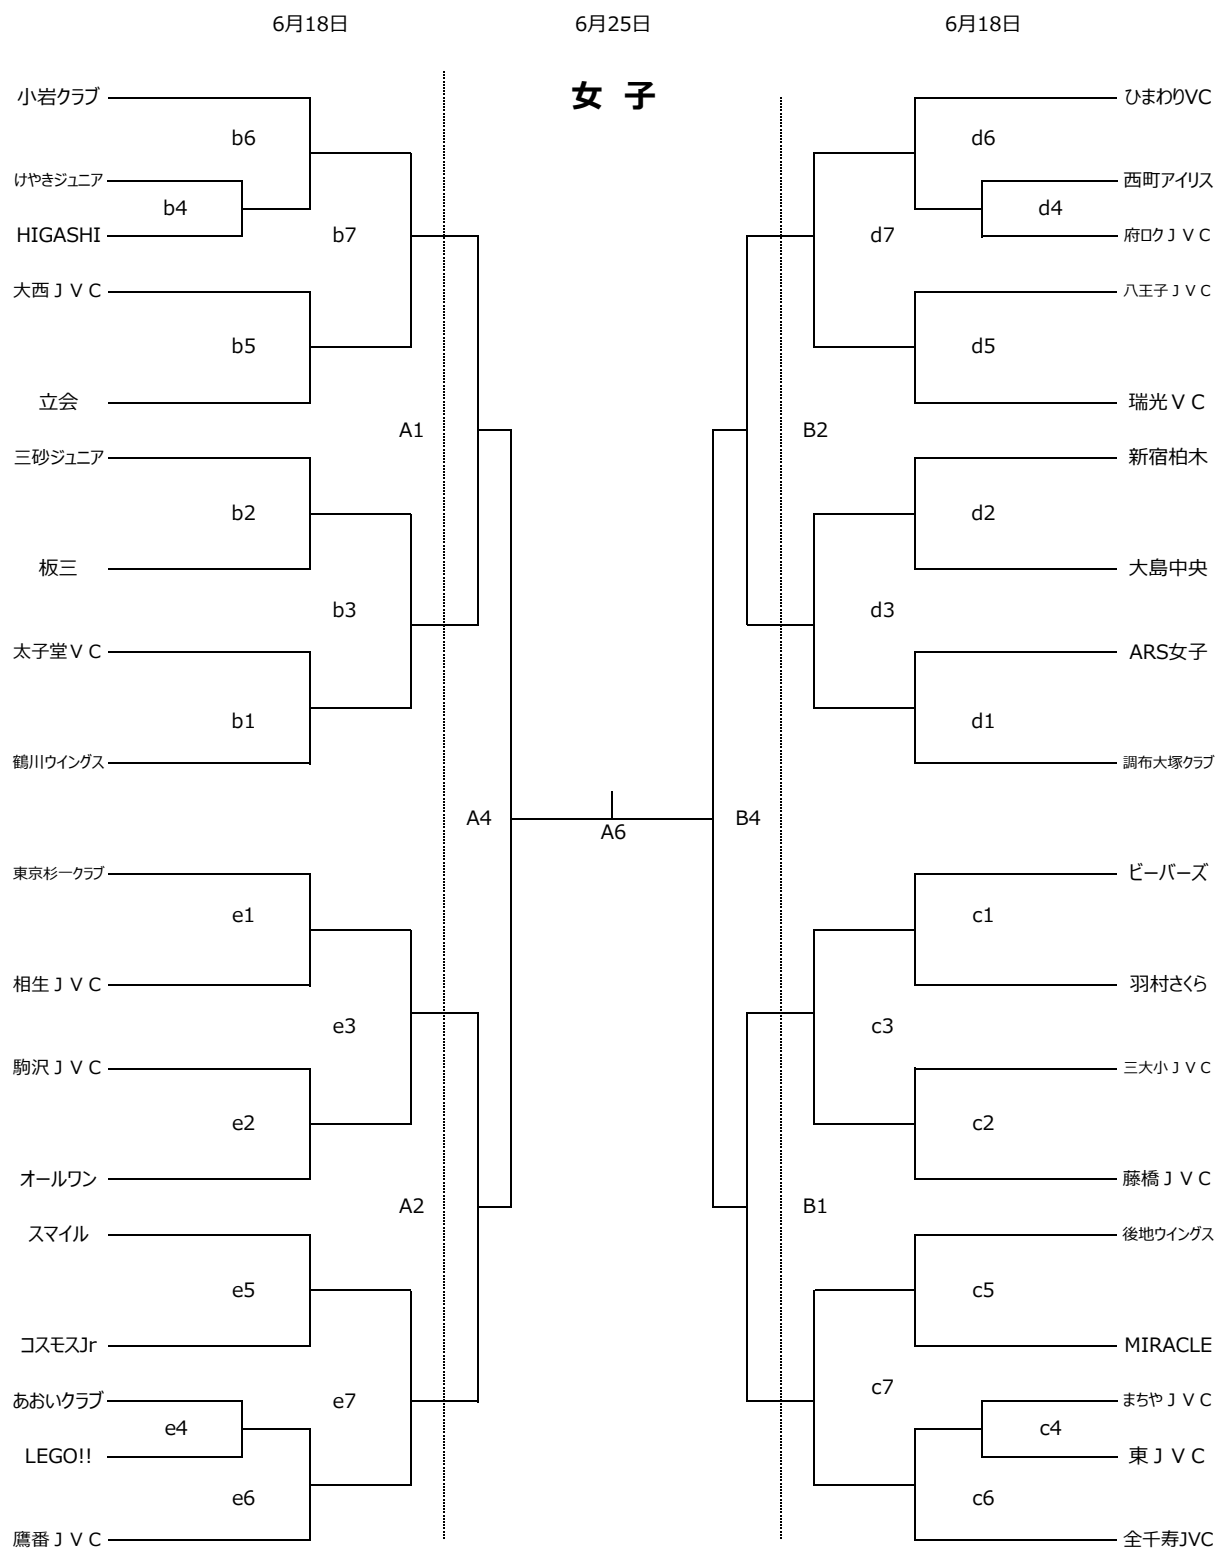 6月18日 6月25日 6月18日
女 子
小岩クラブ ひまわりVC
b6 d6
けやきジュニア 西町アイリス
b4 d4
HIGASHI b7 d7 府ロクＪＶＣ
大西ＪＶＣ 八王子ＪＶＣ
b5 d5
立会 瑞光ＶＣ
A1 B2
三砂ジュニア 新宿柏木
b2 d2
板三 大島中央
b3 d3
太子堂ＶＣ ARS女子
b1 d1
鶴川ウイングス 調布大塚クラブ
A4 B4
A6
東京杉一クラブ ビーバーズ
e1 c1
相生ＪＶＣ 羽村さくら
e3 c3
駒沢ＪＶＣ 三大小ＪＶＣ
e2 c2
オールワン 藤橋ＪＶＣ
A2 B1
スマイル 後地ウイングス
e5 c5
コスモスJr MIRACLE
e7 c7
あおいクラブ まちやＪＶＣ
e4 c4
LEGO!! 東ＪＶＣ
e6 c6
鷹番ＪＶＣ 全千寿JVC